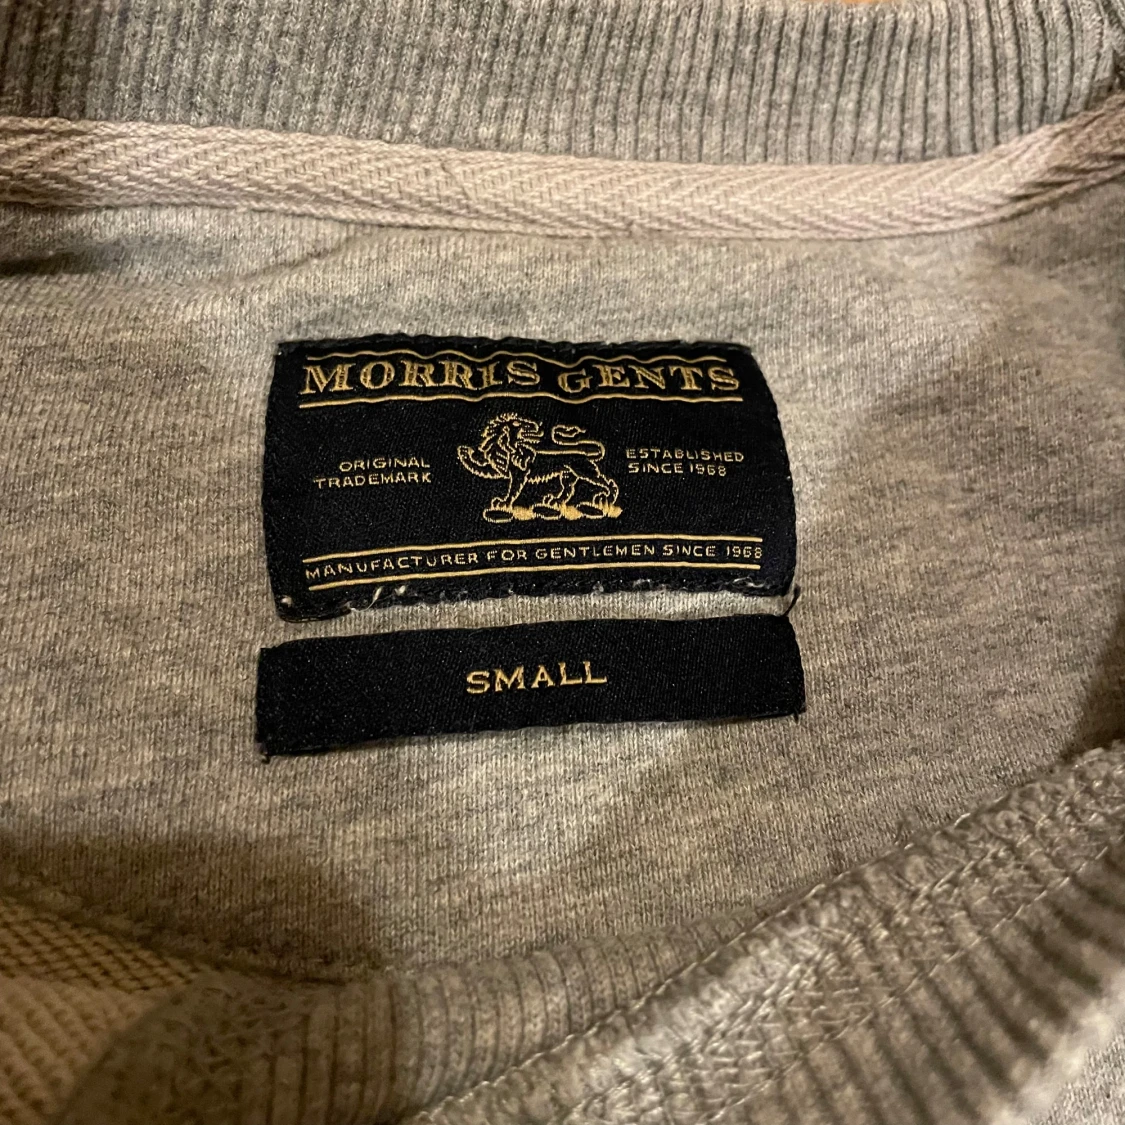 MORRIS GENTS
ORIGINAL
TRADEMARK
ESTABLISHED
SINCE 1968
MANUFACTURER FOR GENTLEMEN SINCE 1968
SMALL